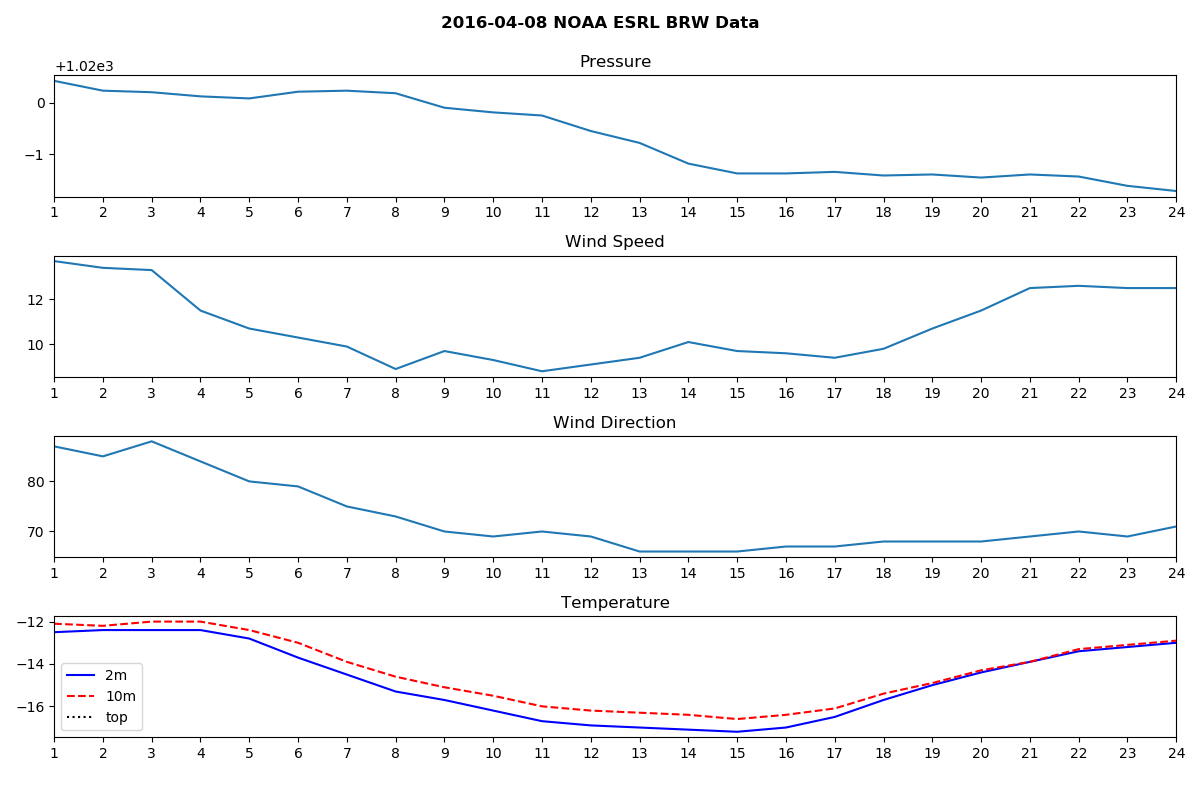 2016-04-08 NOAA ESRL BRW Data
Pressure
+1.02e3
0
−1
1 2 3 4 5 6 7 8 9 10 11 12 13 14 15 16 17 18 19 20 21 22 23 24
Wind Speed
12
10
1 2 3 4 5 6 7 8 9 10 11 12 13 14 15 16 17 18 19 20 21 22 23 24
Wind Direction
80
70
1 2 3 4 5 6 7 8 9 10 11 12 13 14 15 16 17 18 19 20 21 22 23 24
Temperature
−12
−14
−16
2m
10m
top
1 2 3 4 5 6 7 8 9 10 11 12 13 14 15 16 17 18 19 20 21 22 23 24